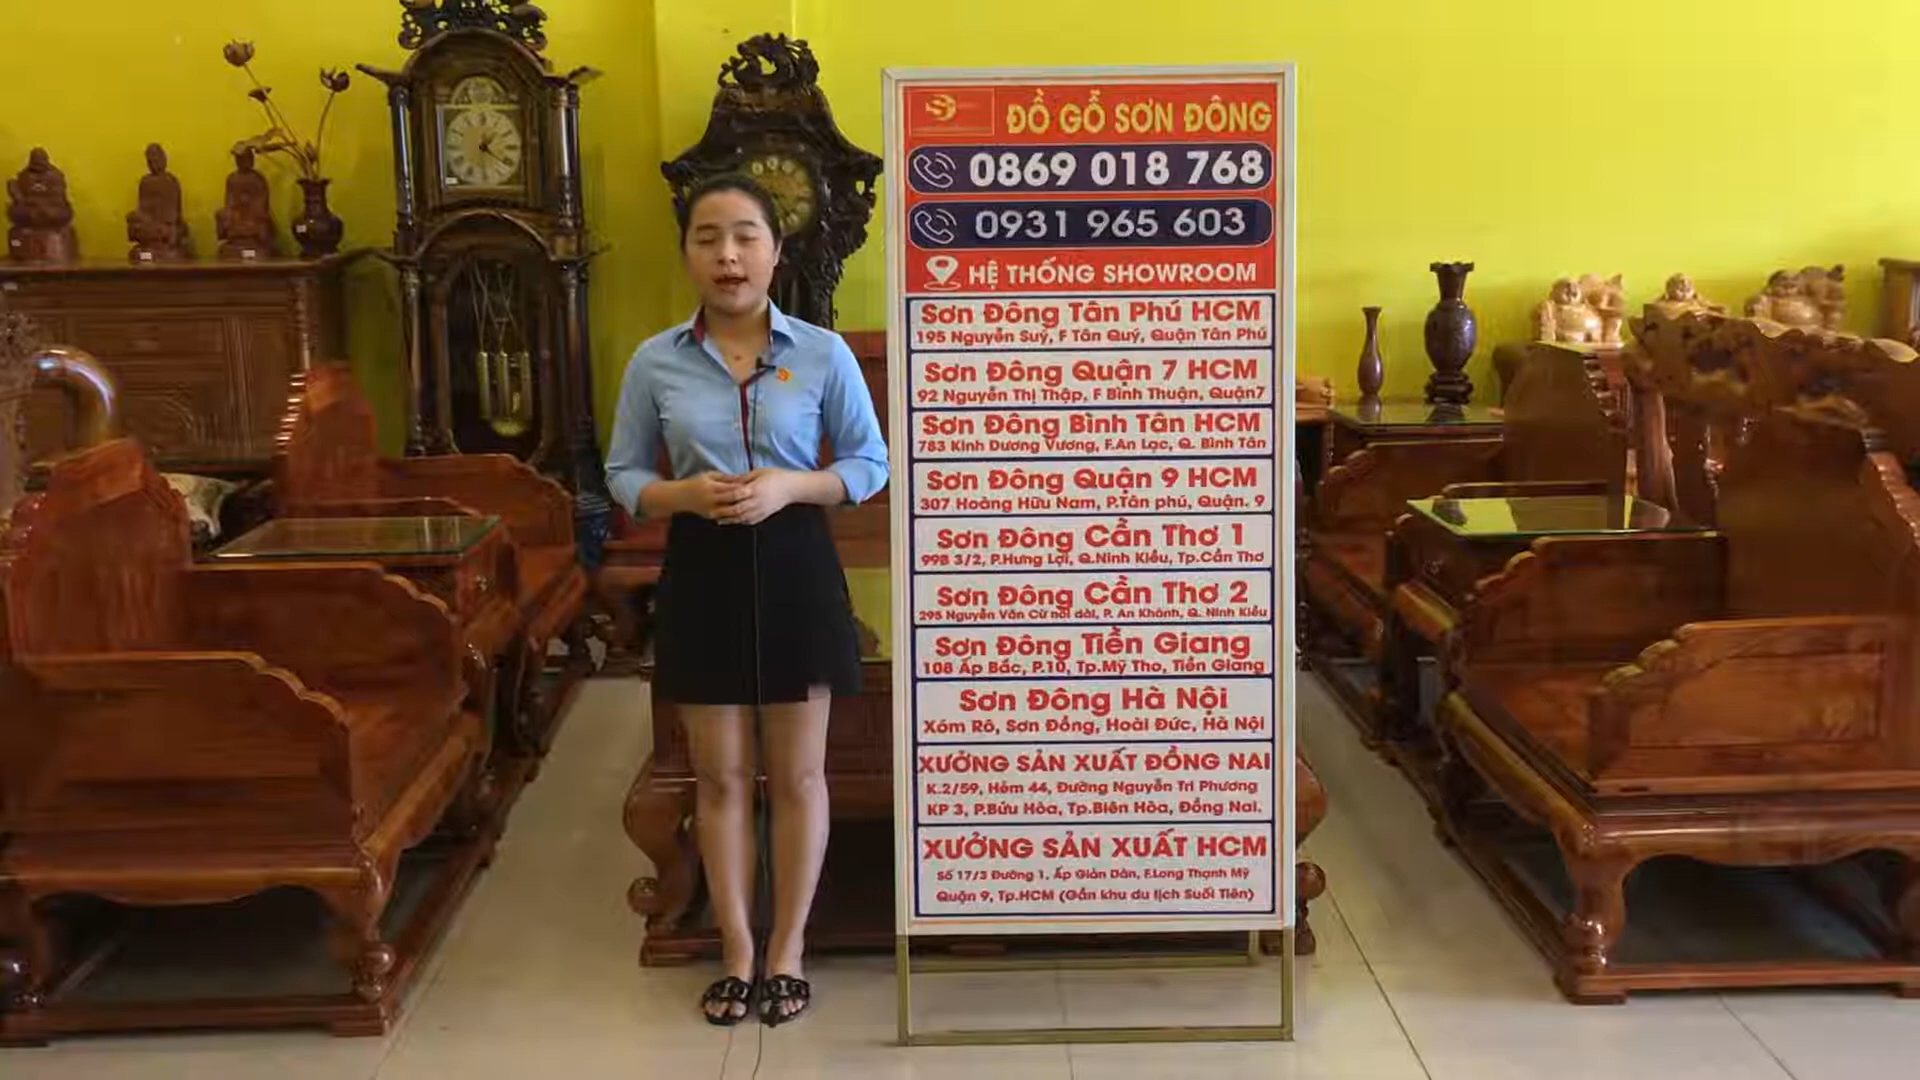 ĐỒ GỖ SƠN ĐÔNG
0869 018 768
0931 965 603
HỆ THỐNG SHOWROOM
Sơn Đông Tân Phú HCM
195 Nguyễn Suý, F Tân Quý, Quận Tân Phú
Sơn Đông Quận 7 HCM
92 Nguyễn Thị Thập, F Bình Thuận, Quận7
Sơn Đông Bình Tân HCM
783 Kinh Dương Vương, F.An Lạc, Q. Bình Tân
Sơn Đông Quận 9 HCM
307 Hoàng Hữu Nam, P.Tân phú, Quận. 9
Sơn Đông Cần Thơ 1
99B 3/2, P.Hưng Lợi, Q.Ninh Kiều, Tp.Cần Thơ
Sơn Đông Cần Thơ 2
295 Nguyễn Văn Cừ nối dài, P. An Khánh, Q. Ninh Kiều
Sơn Đông Tiền Giang
108 Ấp Bắc, P.10, Tp.Mỹ Tho, Tiền Giang
Sơn Đông Hà Nội
Xóm Rô, Sơn Đồng, Hoài Đức, Hà Nội
XƯỞNG SẢN XUẤT ĐỒNG NAI
K.2/59, Hẻm 44, Đường Nguyễn Tri Phương
KP 3, P.Bửu Hòa, Tp.Biên Hòa, Đồng Nai.
XƯỞNG SẢN XUẤT HCM
Số 17/3 Đường 1, Ấp Giản Dân, F.Long Thạnh Mỹ
Quận 9, Tp.HCM (Gần khu du lịch Suối Tiên)